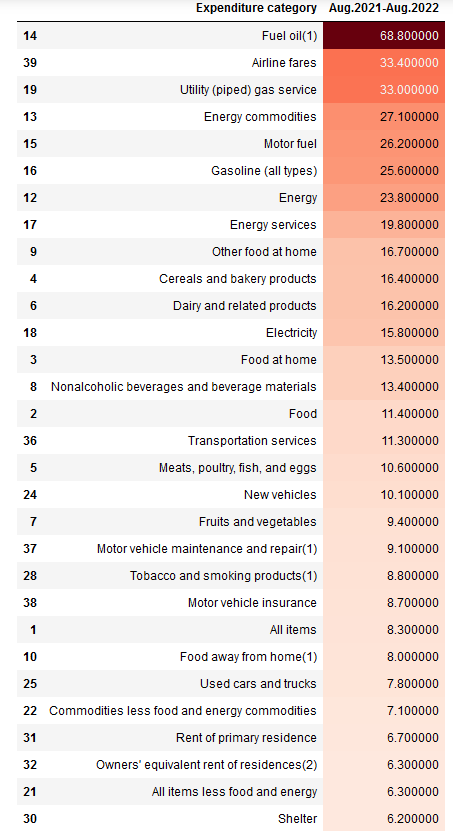 Expenditure category Aug.2021-Aug.2022
14 Fuel oil(1) 68.800000
39 Airline fares 33.400000
19 Utility (piped) gas service 33.000000
13 Energy commodities 27.100000
15 Motor fuel 26.200000
16 Gasoline (all types) 25.600000
12 Energy 23.800000
17 Energy services 19.800000
9 Other food at home 16.700000
4 Cereals and bakery products 16.400000
6 Dairy and related products 16.200000
18 Electricity 15.800000
3 Food at home 13.500000
8 Nonalcoholic beverages and beverage materials 13.400000
2 Food 11.400000
36 Transportation services 11.300000
5 Meats, poultry, fish, and eggs 10.600000
24 New vehicles 10.100000
7 Fruits and vegetables 9.400000
37 Motor vehicle maintenance and repair(1) 9.100000
28 Tobacco and smoking products(1) 8.800000
38 Motor vehicle insurance 8.700000
1 All items 8.300000
10 Food away from home(1) 8.000000
25 Used cars and trucks 7.800000
22 Commodities less food and energy commodities 7.100000
31 Rent of primary residence 6.700000
32 Owners' equivalent rent of residences(2) 6.300000
21 All items less food and energy 6.300000
30 Shelter 6.200000